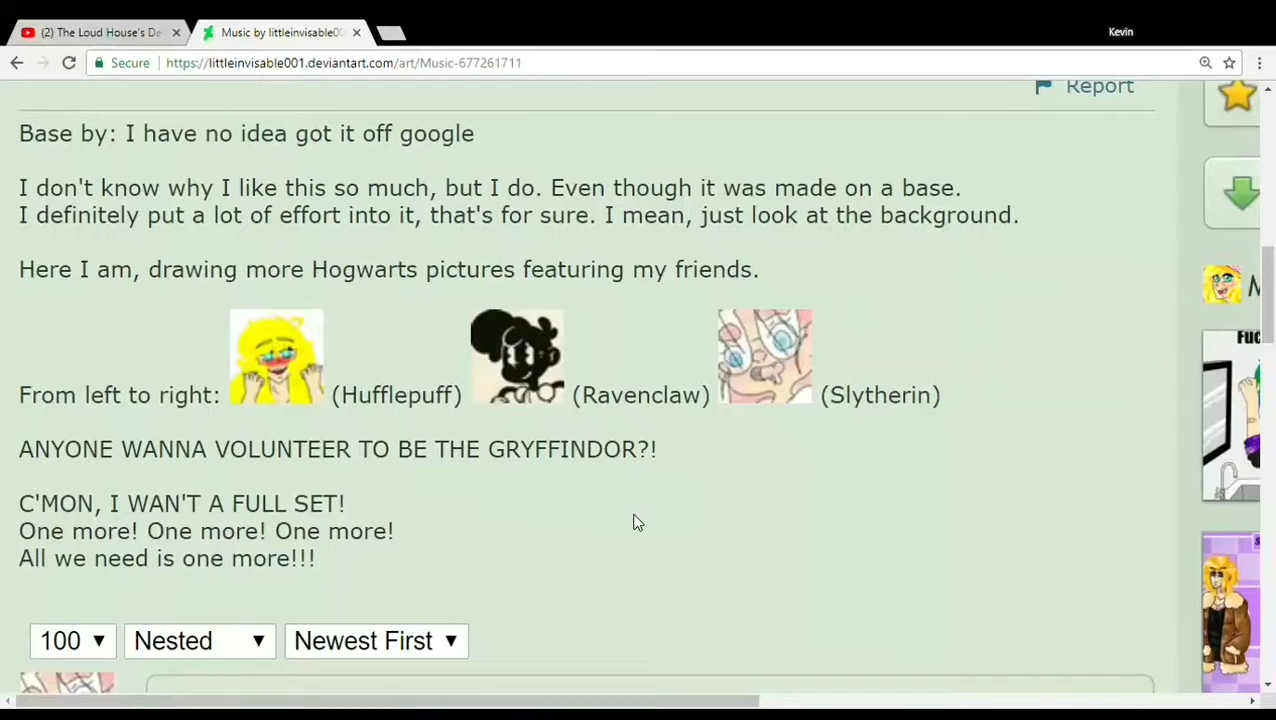 (2) The Loud House's De
Music by littleinvisable00
Kevin
Secure https://littleinvisable001.deviantart.com/art/Music-677261711
Report
Base by: I have no idea got it off google
I don't know why I like this so much, but I do. Even though it was made on a base.
I definitely put a lot of effort into it, that's for sure. I mean, just look at the background.
Here I am, drawing more Hogwarts pictures featuring my friends.
From left to right: (Hufflepuff) (Ravenclaw) (Slytherin)
ANYONE WANNA VOLUNTEER TO BE THE GRYFFINDOR?!
C'MON, I WAN'T A FULL SET!
One more! One more! One more!
All we need is one more!!!
100 Nested Newest First